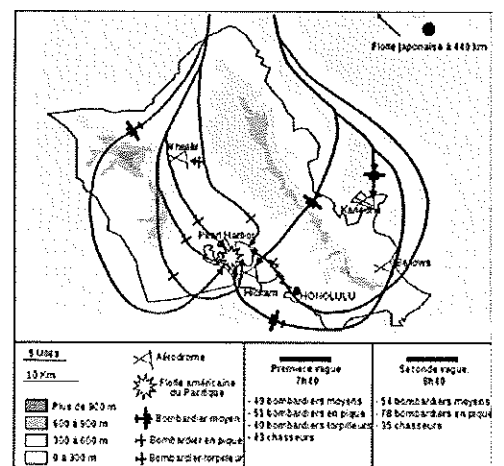 Flotte Japonaise à 440 km
Wheeler
Kaneohe
Pearl Harbor
Bellows
Hickam
HONOLULU
5 Miles
10 Km
Plus de 900 m
600 à 900 m
300 à 600 m
0 à 300 m
Aérodrome
Flotte américaine
du Pacifique
Bombardier moyen
Bombardier en piqué
Bombardier torpilleur
Première vague
7h40
- 49 bombardiers moyens
- 51 bombardiers en piqué
- 40 bombardiers torpilleurs
- 43 chasseurs
Seconde vague
8h40
- 54 bombardiers moyens
- 78 bombardiers en piqué
- 35 chasseurs